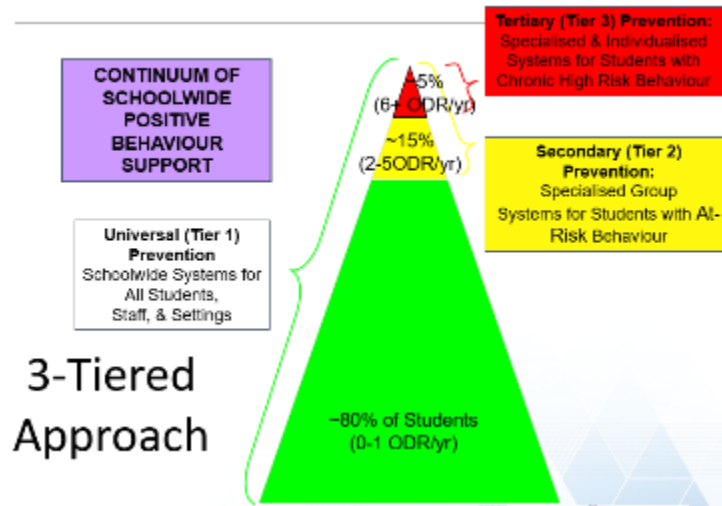 CONTINUUM OF
SCHOOLWIDE
POSITIVE
BEHAVIOUR
SUPPORT
Tertiary (Tier 3) Prevention:
Specialised & Individualised
Systems for Students with
Chronic High Risk Behaviour
~5%
(6+ ODR/yr)
~15%
(2-5ODR/yr)
Secondary (Tier 2)
Prevention:
Specialised Group
Systems for Students with At-
Risk Behaviour
Universal (Tier 1)
Prevention
Schoolwide Systems for
All Students,
Staff, & Settings
3-Tiered
Approach
~80% of Students
(0-1 ODR/yr)